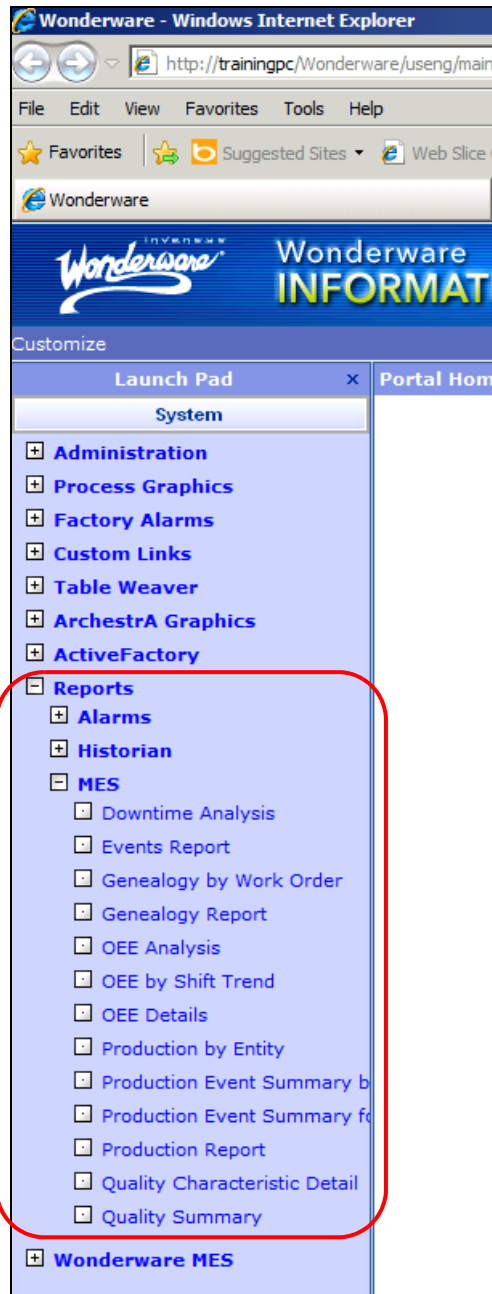 Wonderware - Windows Internet Explorer
http://trainingpc/Wonderware/useng/main
File Edit View Favorites Tools Help
Favorites Suggested Sites Web Slice
Wonderware
invensys
Wonderware Wonderware
INFORMAT
Customize
Launch Pad x Portal Hom
System
Administration
Process Graphics
Factory Alarms
Custom Links
Table Weaver
ArchestrA Graphics
ActiveFactory
Reports
Alarms
Historian
MES
Downtime Analysis
Events Report
Genealogy by Work Order
Genealogy Report
OEE Analysis
OEE by Shift Trend
OEE Details
Production by Entity
Production Event Summary b
Production Event Summary fo
Production Report
Quality Characteristic Detail
Quality Summary
Wonderware MES